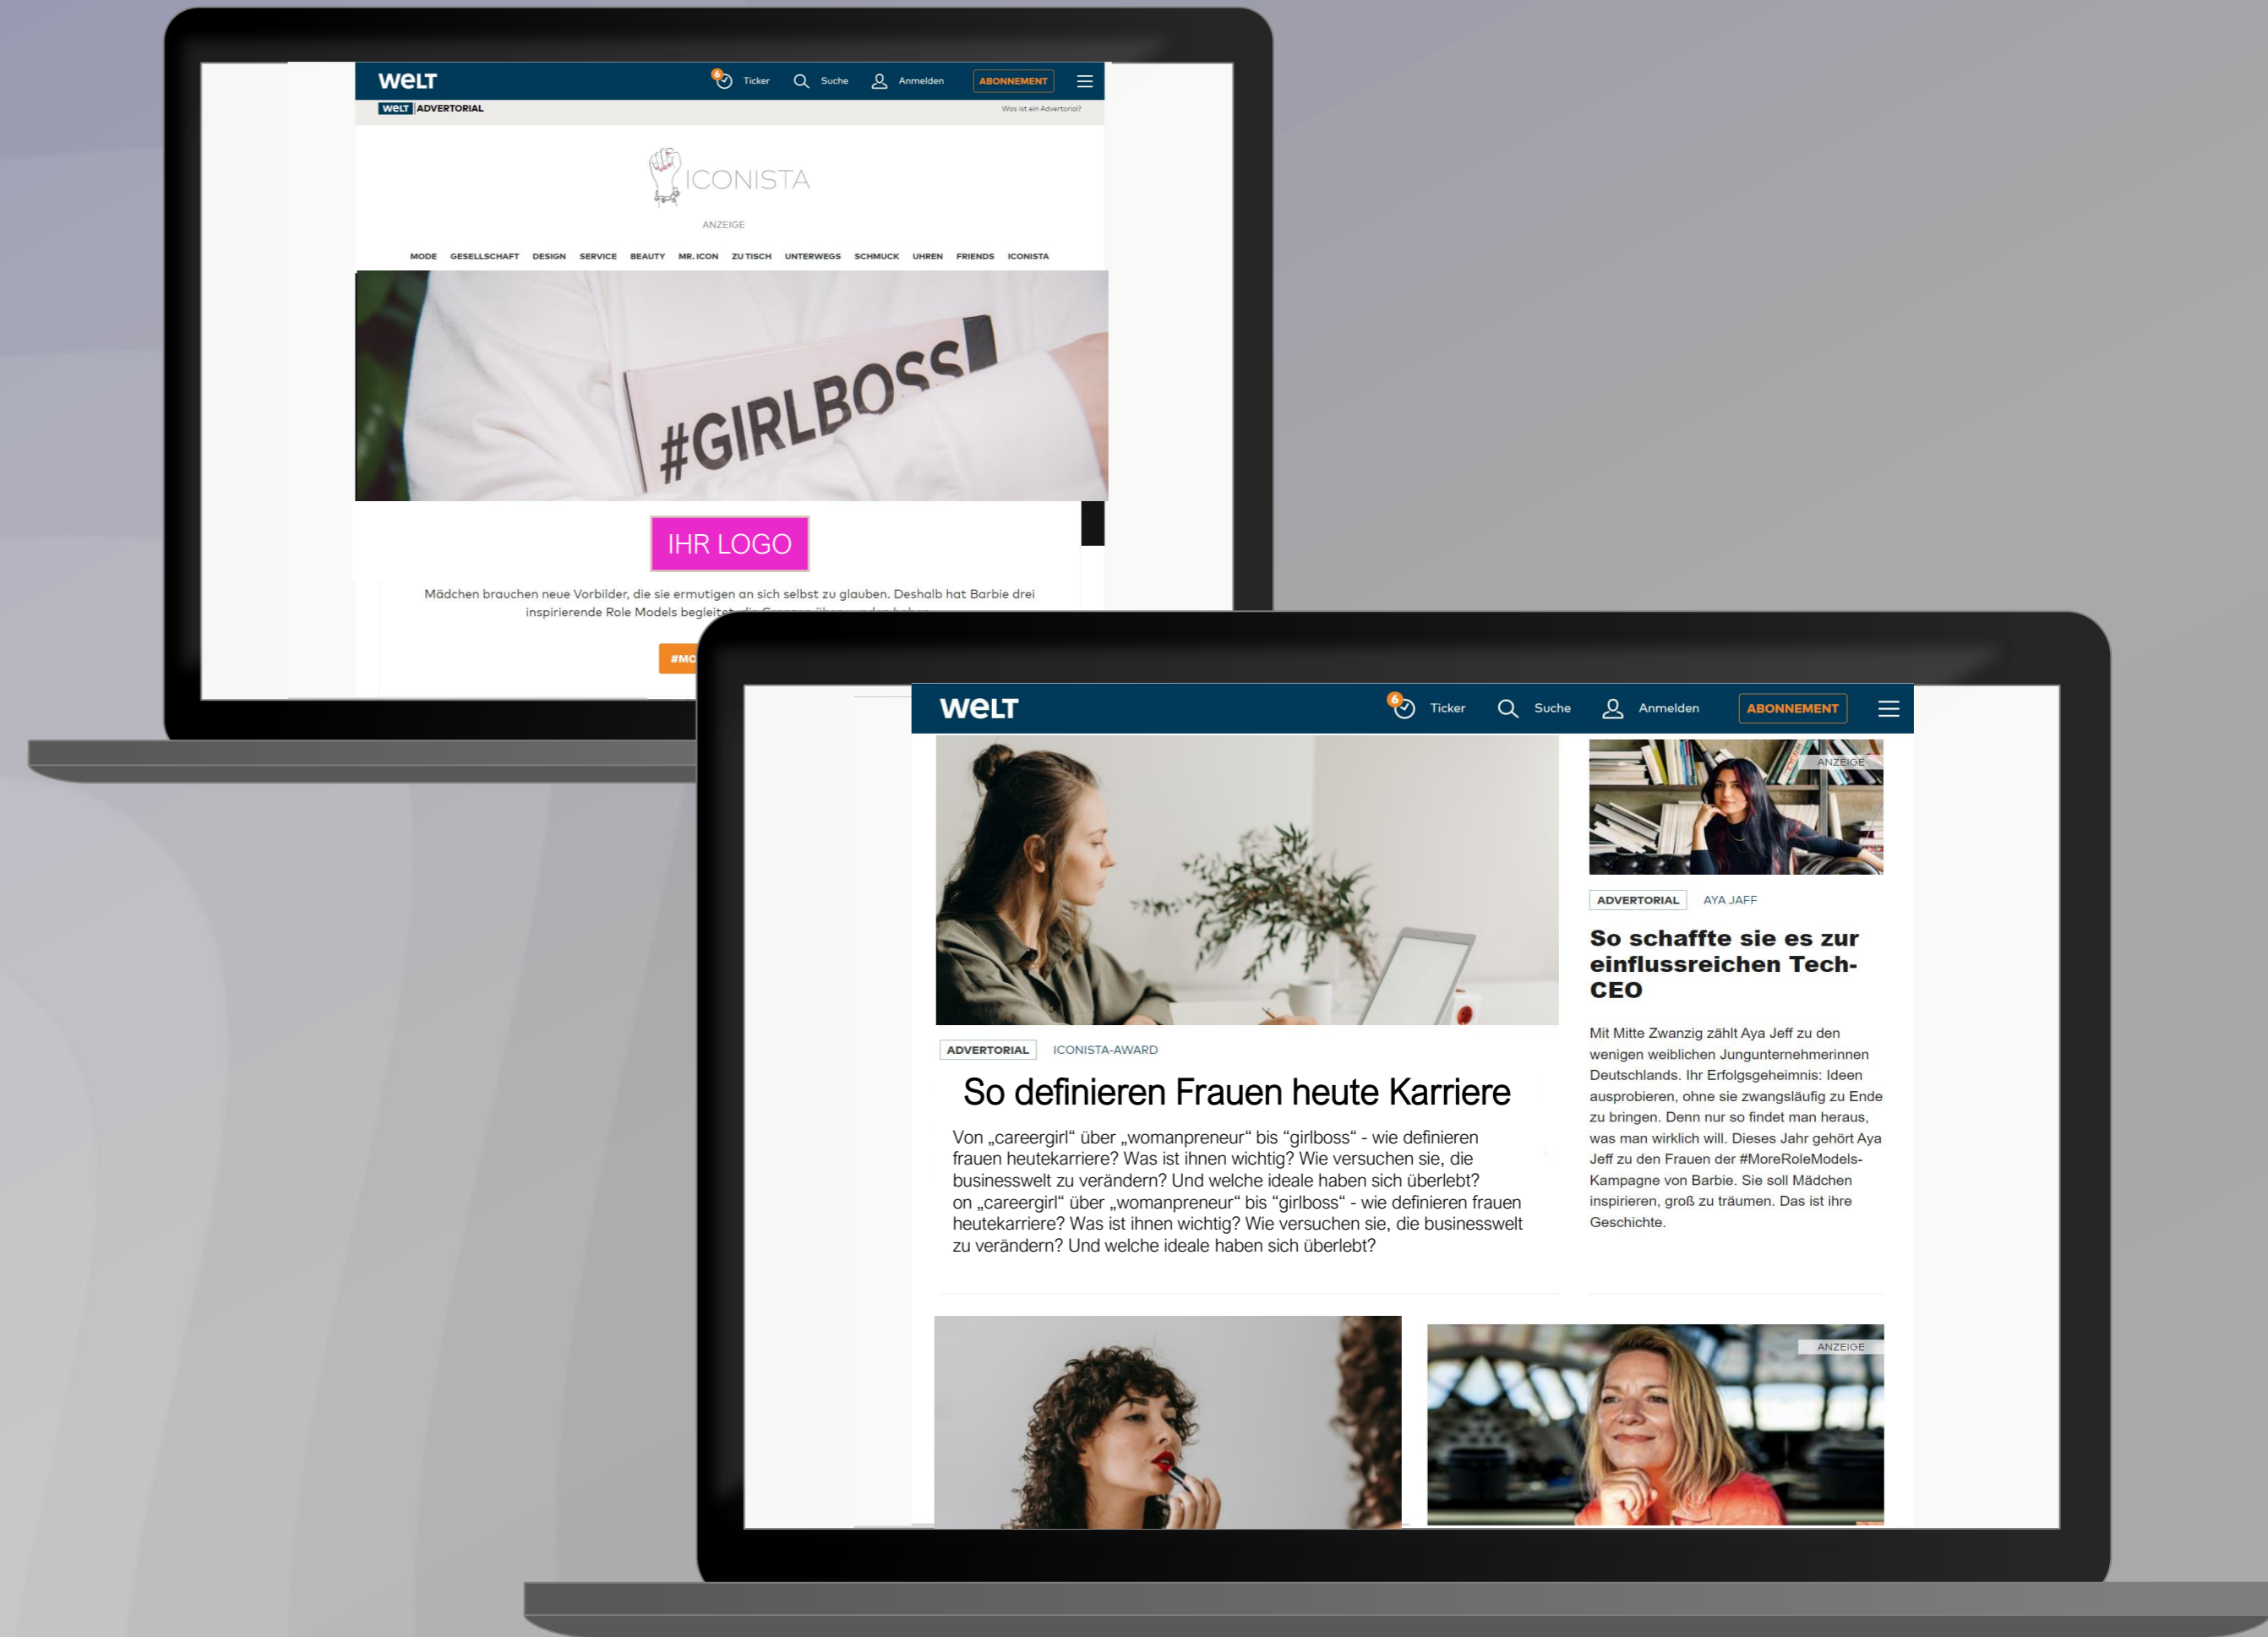 WELT
6
Ticker
Suche
Anmelden
ABONNEMENT
WELT ADVERTORIAL
Was ist ein Advertorial?
ICONISTA
ANZEIGE
MODE GESELLSCHAFT DESIGN SERVICE BEAUTY MR. ICON ZU TISCH UNTERWEGS SCHMUCK UHREN FRIENDS ICONISTA
#GIRLBOSS
IHR LOGO
Mädchen brauchen neue Vorbilder, die sie ermutigen an sich selbst zu glauben. Deshalb hat Barbie drei
inspirierende Role Models
#MO
WELT
6
Ticker
Suche
Anmelden
ABONNEMENT
ADVERTORIAL ICONISTA-AWARD
So definieren Frauen heute Karriere
Von „careergirl“ über „womanpreneur“ bis “girlboss“ - wie definieren
frauen heutekarriere? Was ist ihnen wichtig? Wie versuchen sie, die
businesswelt zu verändern? Und welche ideale haben sich überlebt?
on „careergirl“ über „womanpreneur“ bis “girlboss“ - wie definieren frauen
heutekarriere? Was ist ihnen wichtig? Wie versuchen sie, die businesswelt
zu verändern? Und welche ideale haben sich überlebt?
ANZEIGE
ADVERTORIAL AYA JAFF
So schaffte sie es zur
einflussreichen Tech-
CEO
Mit Mitte Zwanzig zählt Aya Jeff zu den
wenigen weiblichen Jungunternehmerinnen
Deutschlands. Ihr Erfolgsgeheimnis: Ideen
ausprobieren, ohne sie zwangsläufig zu Ende
zu bringen. Denn nur so findet man heraus,
was man wirklich will. Dieses Jahr gehört Aya
Jeff zu den Frauen der #MoreRoleModels-
Kampagne von Barbie. Sie soll Mädchen
inspirieren, groß zu träumen. Das ist ihre
Geschichte.
ANZEIGE